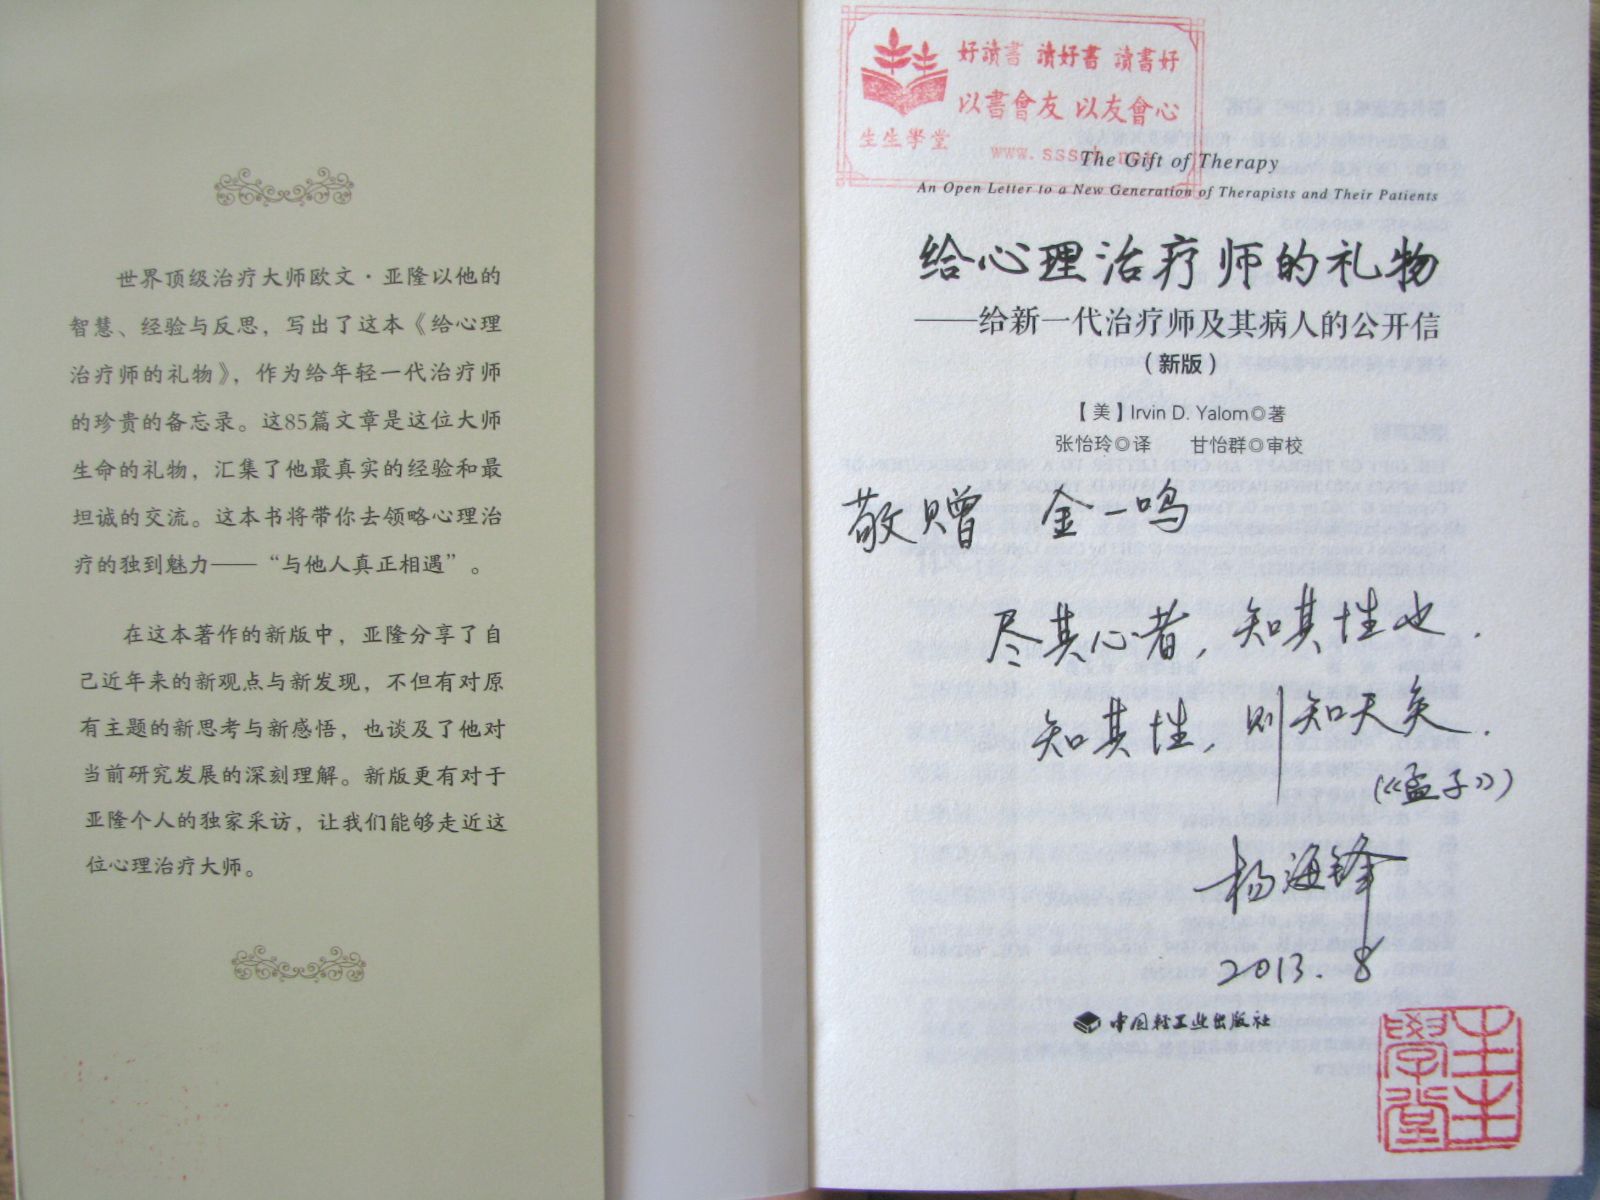 世界顶级治疗大师欧文·亚隆以他的
智慧、经验与反思，写出了这本《给心理
治疗师的礼物》，作为给年轻一代治疗师
的珍贵的备忘录。这85篇文章是这位大师
生命的礼物，汇集了他最真实的经验和最
坦诚的交流。这本书将带你去领略心理治
疗的独到魅力——“与他人真正相遇”。
在这本著作的新版中，亚隆分享了自
己近年来的新观点与新发现，不但有对原
有主题的新思考与新感悟，也谈及了他对
当前研究发展的深刻理解。新版更有对于
亚隆个人的独家采访，让我们能够走近这
位心理治疗大师。
好讀書 讀好書 讀書好
以書會友 以友會心
生生學堂
The Gift of Therapy
An Open Letter to a New Generation of Therapists and Their Patients
给心理治疗师的礼物
——给新一代治疗师及其病人的公开信
（新版）
【美】Irvin D. Yalom◎著
张怡玲◎译 甘怡群◎审校
敬赠 金一鸣
尽其心者，知其性也.
知其性，则知天矣.
(《孟子》)
杨海锋
2013.8
中国轻工业出版社
生生學堂